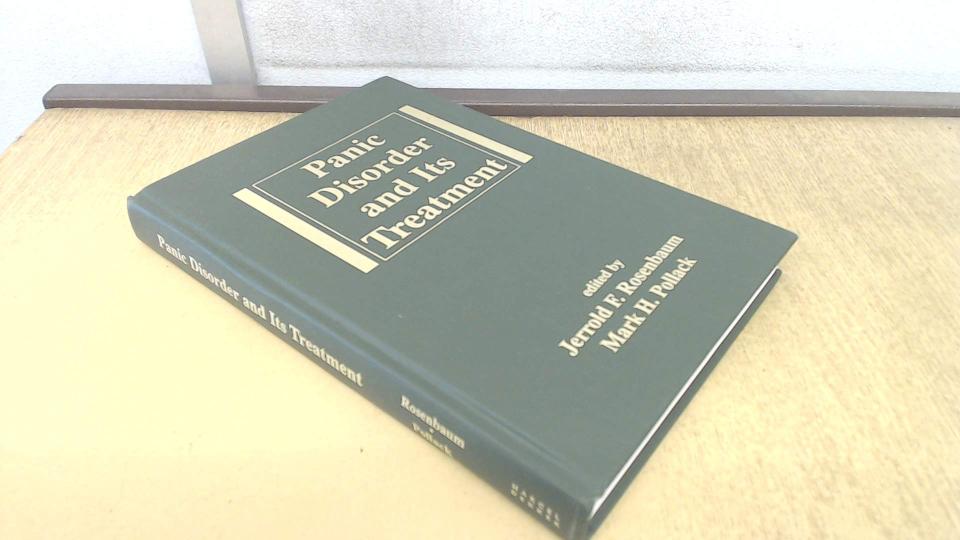 Panic
Disorder
and Its
Treatment
edited by
Jerrold F. Rosenbaum
Mark H. Pollack
Panic Disorder and Its Treatment
Rosenbaum
Pollack